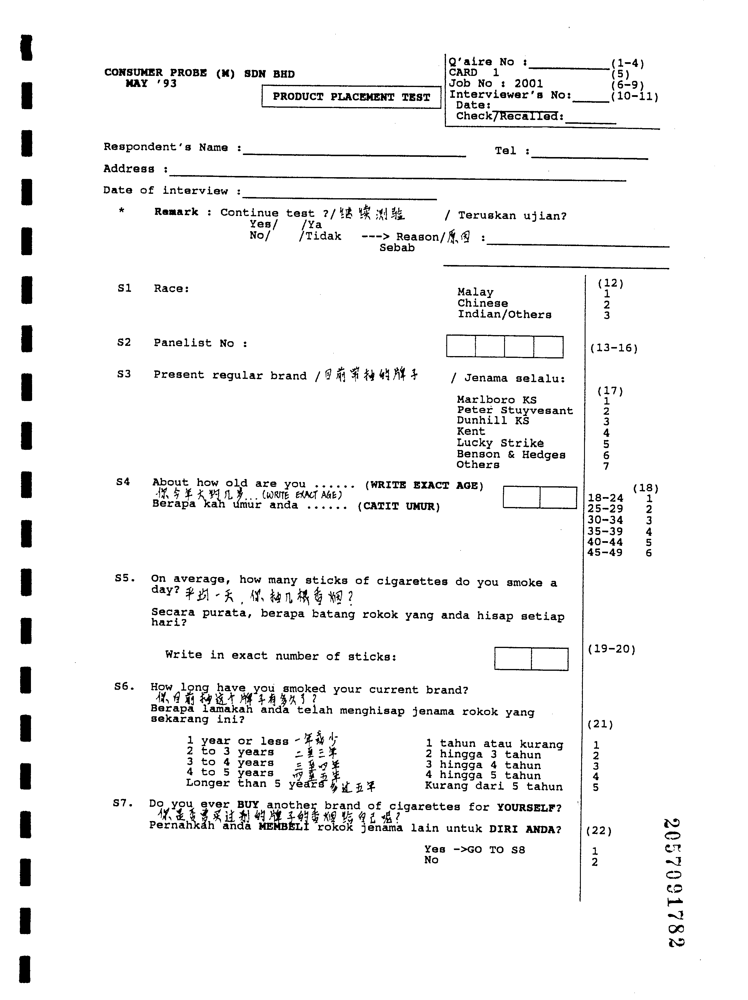 CONSUMER PROBE (M) SDN BHD
MAY '93
PRODUCT PLACEMENT TEST
Q'aire No : (1-4)
CARD 1 (5)
Job No : 2001 (6-9)
Interviewer's No: (10-11)
Date:
Check/Recalled:
Respondent's Name : Tel :
Address :
Date of interview :
* Remark : Continue test ?/继续测验 / Teruskan ujian?
Yes/ /Ya
No/ /Tidak ---> Reason/原因 :
Sebab
S1 Race: (12)
Malay 1
Chinese 2
Indian/Others 3
S2 Panelist No : (13-16)
S3 Present regular brand /目前常抽的牌子 / Jenama selalu:
(17)
Marlboro KS 1
Peter Stuyvesant 2
Dunhill KS 3
Kent 4
Lucky Strike 5
Benson & Hedges 6
Others 7
S4 About how old are you ...... (WRITE EXACT AGE) (18)
你今年大约几岁... (WRITE EXACT AGE)
Berapa kah umur anda ...... (CATIT UMUR)
18-24 1
25-29 2
30-34 3
35-39 4
40-44 5
45-49 6
S5. On average, how many sticks of cigarettes do you smoke a
day? 平均一天, 你抽几根香烟?
Secara purata, berapa batang rokok yang anda hisap setiap
hari?
Write in exact number of sticks: (19-20)
S6. How long have you smoked your current brand?
你目前抽这个牌子有多久了?
Berapa lamakah anda telah menghisap jenama rokok yang
sekarang ini? (21)
1 year or less 一年 少 1 tahun atau kurang 1
2 to 3 years 二至三年 2 hingga 3 tahun 2
3 to 4 years 三至四年 3 hingga 4 tahun 3
4 to 5 years 四至五年 4 hingga 5 tahun 4
Longer than 5 years 多过五年 Kurang dari 5 tahun 5
S7. Do you ever BUY another brand of cigarettes for YOURSELF?
你是否 买过别的牌子的香烟给自己呢?
Pernahkah anda MEMBELI rokok jenama lain untuk DIRI ANDA? (22)
Yes ->GO TO S8 1
No 2
2057091782